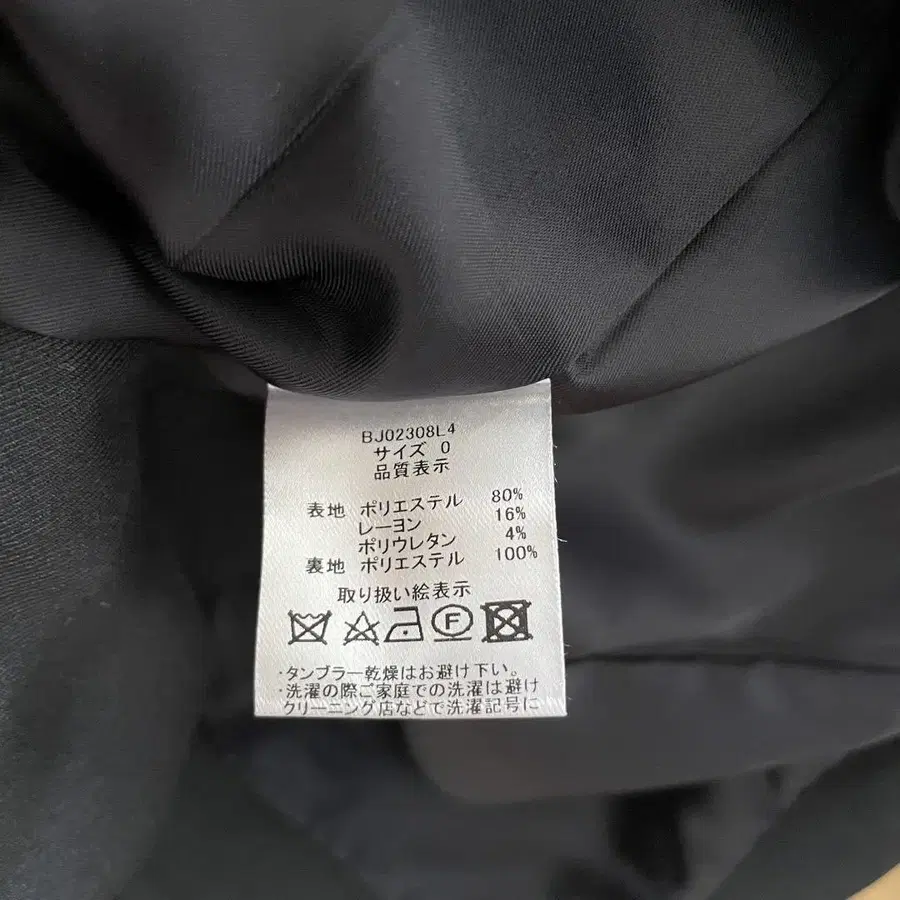 BJ02308L4
サイズ 0
品質表示
表地 ポリエステル 80%
レーヨン 16%
ポリウレタン 4%
裏地 ポリエステル 100%
取り扱い絵表示
F
・タンブラー乾燥はお避け下い。
・洗濯の際ご家庭での洗濯は避け
クリーニング店などで洗濯記号に